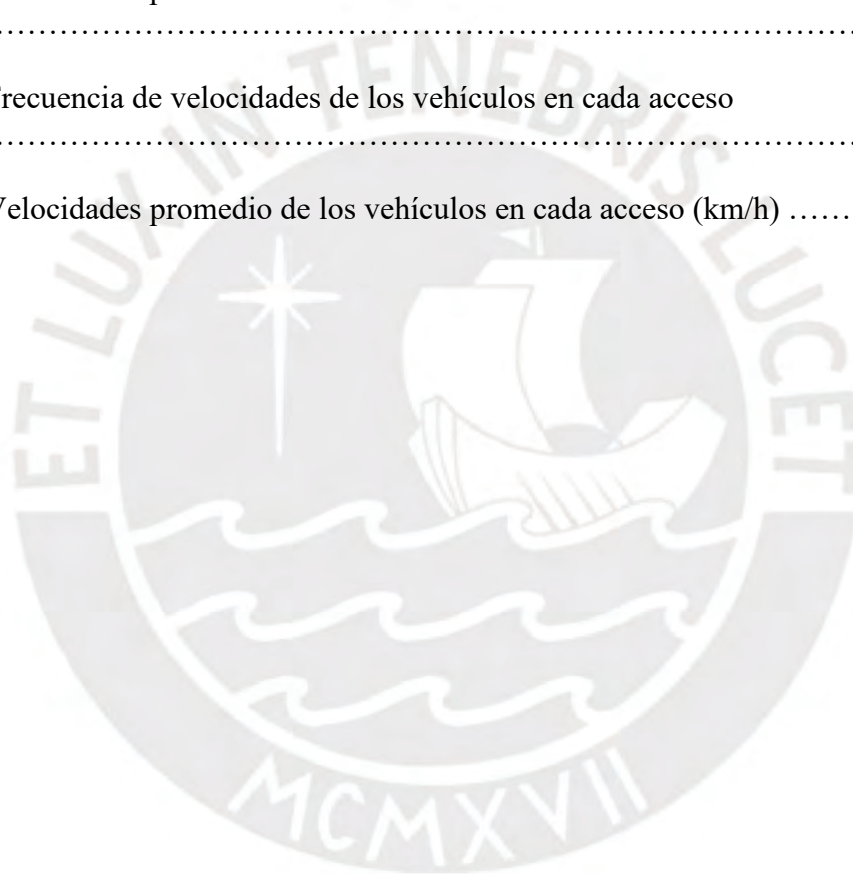 ……………………………………………………………………………
recuencia de velocidades de los vehículos en cada acceso
……………………………………………………………………………
Velocidades promedio de los vehículos en cada acceso (km/h) ……
ET LUX IN TENEBRIS LUCET
MCMXVII